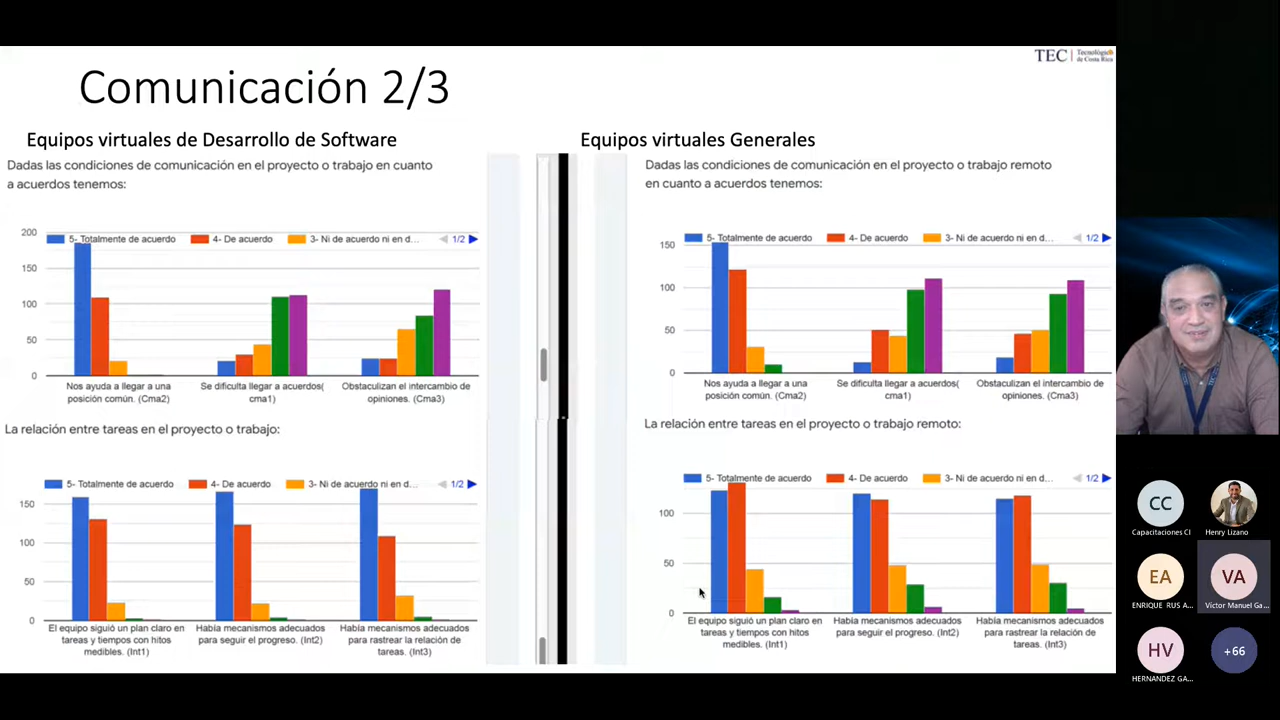 TEC | Tecnológico
de Costa Rica
Comunicación 2/3
Equipos virtuales de Desarrollo de Software
Dadas las condiciones de comunicación en el proyecto o trabajo en cuanto
a acuerdos tenemos:
200
5- Totalmente de acuerdo 4- De acuerdo 3- Ni de acuerdo ni en d... 1/2
150
100
50
0
Nos ayuda a llegar a una
posición común. (Cma2)
Se dificulta llegar a acuerdos(
cma1)
Obstaculizan el intercambio de
opiniones. (Cma3)
La relación entre tareas en el proyecto o trabajo:
5- Totalmente de acuerdo 4- De acuerdo 3- Ni de acuerdo ni en d... 1/2
150
100
50
0
El equipo siguió un plan claro en
tareas y tiempos con hitos
medibles. (Int1)
Había mecanismos adecuados
para seguir el progreso. (Int2)
Había mecanismos adecuados
para rastrear la relación de
tareas. (Int3)
Equipos virtuales Generales
Dadas las condiciones de comunicación en el proyecto o trabajo remoto
en cuanto a acuerdos tenemos:
5- Totalmente de acuerdo 4- De acuerdo 3- Ni de acuerdo ni en d... 1/2
150
100
50
0
Nos ayuda a llegar a una
posición común. (Cma2)
Se dificulta llegar a acuerdos(
cma1)
Obstaculizan el intercambio de
opiniones. (Cma3)
La relación entre tareas en el proyecto o trabajo remoto:
5- Totalmente de acuerdo 4- De acuerdo 3- Ni de acuerdo ni en d... 1/2
100
50
0
El equipo siguió un plan claro en
tareas y tiempos con hitos
medibles. (Int1)
Había mecanismos adecuados
para seguir el progreso. (Int2)
Había mecanismos adecuados
para rastrear la relación de
tareas. (Int3)
CC
Capacitaciones CI
Henry Lizano
EA
ENRIQUE RUS A...
VA
Víctor Manuel Ga...
HV
HERNANDEZ GA...
+66